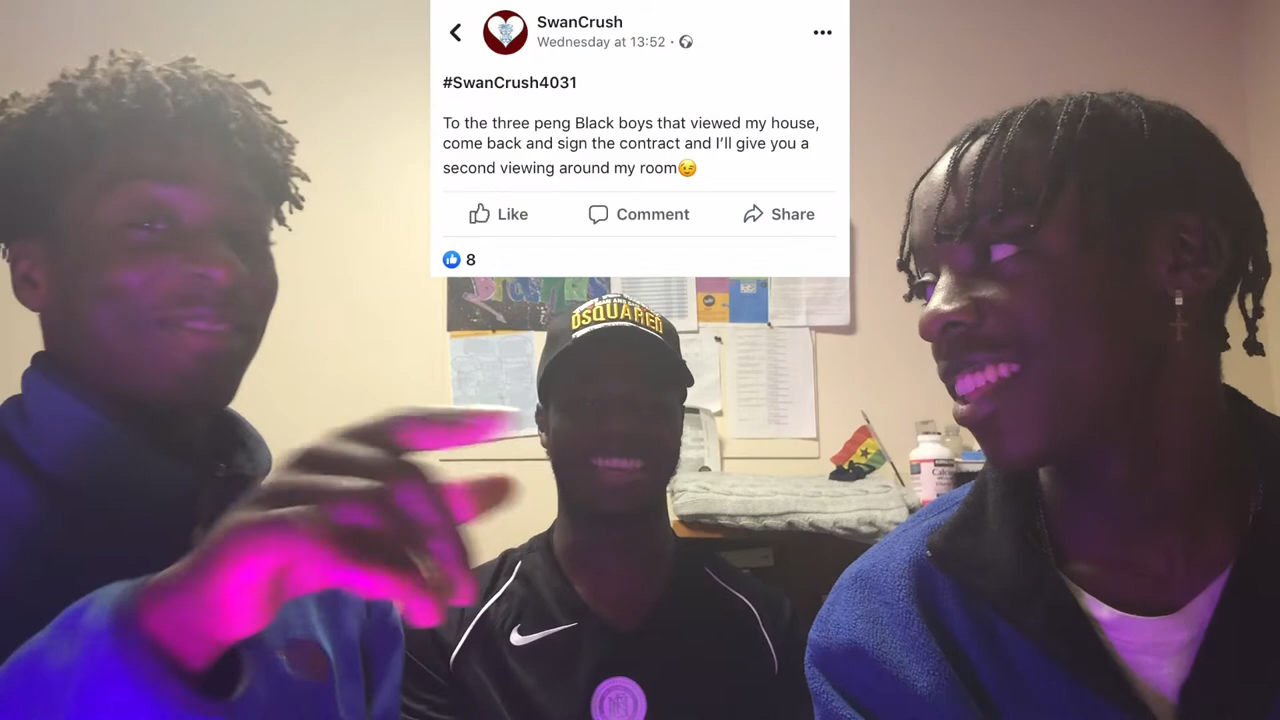 SwanCrush
Wednesday at 13:52 ·
#SwanCrush4031
To the three peng Black boys that viewed my house,
come back and sign the contract and I’ll give you a
second viewing around my room😉
Like Comment Share
8
DSQUARED